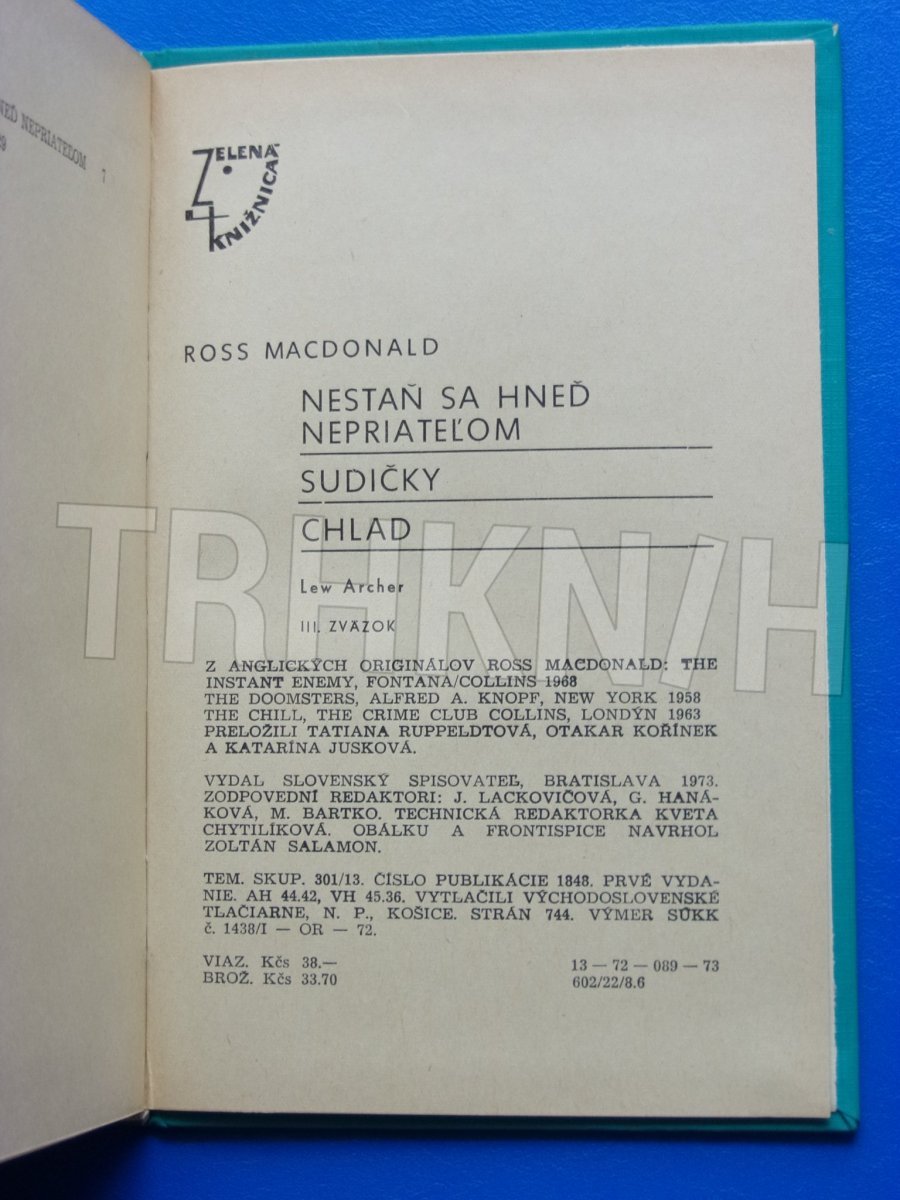 NEĎ NEPRIATEĽOM 7
ZELENÁ
KNIŽNICA
ROSS MACDONALD
NESTAŇ SA HNEĎ
NEPRIATEĽOM
SUDIČKY
CHLAD
TRHKNIH
Lew Archer
III. ZVÄZOK
Z ANGLICKÝCH ORIGINÁLOV ROSS MACDONALD: THE
INSTANT ENEMY, FONTANA/COLLINS 1968
THE DOOMSTERS, ALFRED A. KNOPF, NEW YORK 1958
THE CHILL, THE CRIME CLUB COLLINS, LONDÝN 1963
PRELOŽILI TATIANA RUPPELDTOVÁ, OTAKAR KOŘÍNEK
A KATARÍNA JUSKOVÁ.
VYDAL SLOVENSKÝ SPISOVATEĽ, BRATISLAVA 1973.
ZODPOVEDNÍ REDAKTORI: J. LACKOVIČOVÁ, G. HANÁ-
KOVÁ, M. BARTKO. TECHNICKÁ REDAKTORKA KVETA
CHYTILÍKOVÁ. OBÁLKU A FRONTISPICE NAVRHOL
ZOLTÁN SALAMON.
TEM. SKUP. 301/13. ČÍSLO PUBLIKÁCIE 1848. PRVÉ VYDA-
NIE. AH 44.42, VH 45.36. VYTLAČILI VÝCHODOSLOVENSKÉ
TLAČIARNE, N. P., KOŠICE. STRÁN 744. VÝMER SÚKK
č. 1438/I — OR — 72.
VIAZ. Kčs 38.—
BROŽ. Kčs 33.70
13 — 72 — 089 — 73
602/22/8.6